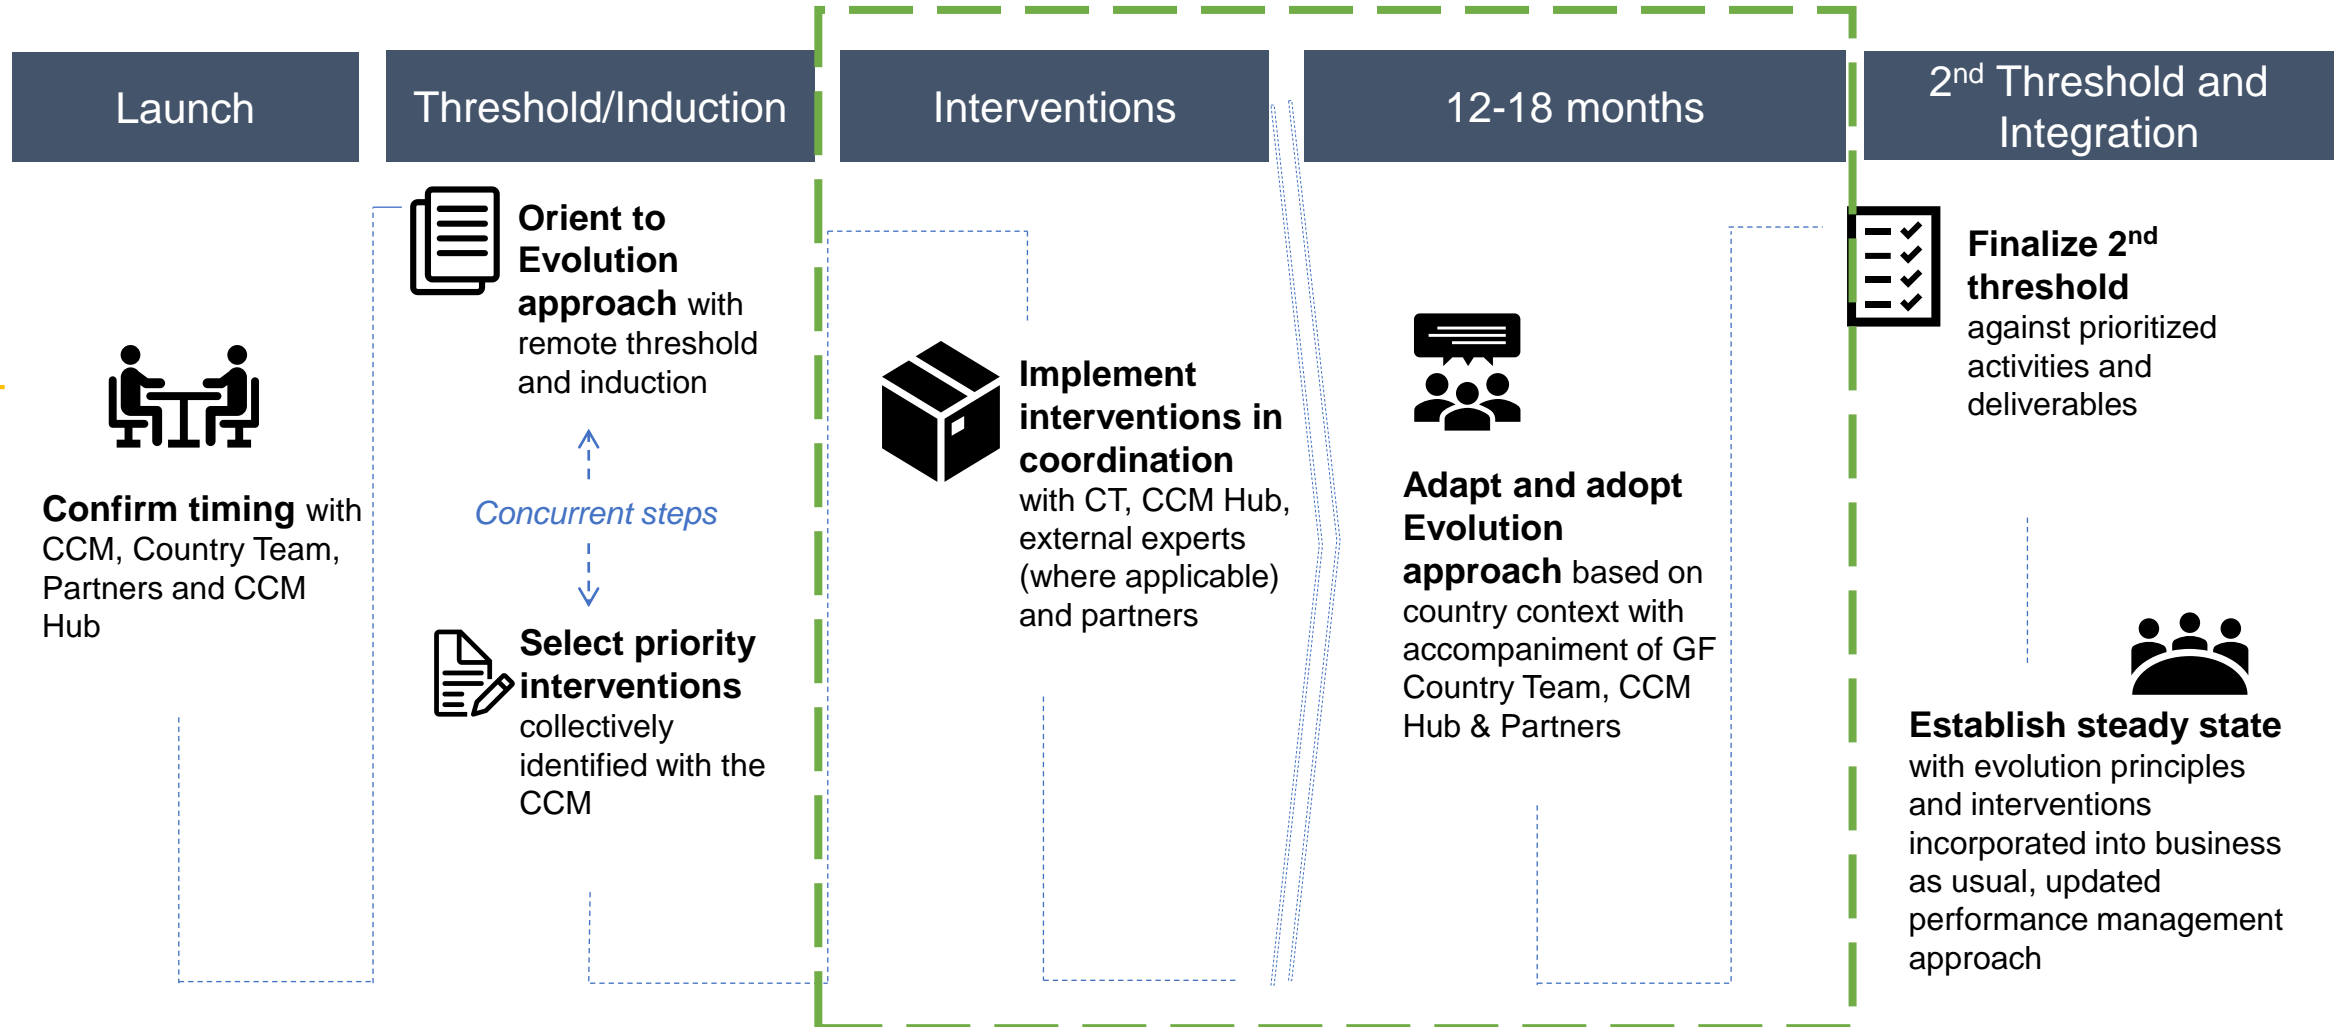 Launch
Confirm timing with
CCM, Country Team,
Partners and CCM
Hub
Threshold/Induction
Orient to
Evolution
approach with
remote threshold
and induction
Concurrent steps
Select priority
interventions
collectively
identified with the
CCM
Interventions
Implement
interventions in
coordination
with CT, CCM Hub,
external experts
(where applicable)
and partners
12-18 months
Adapt and adopt
Evolution
approach based on
country context with
accompaniment of GF
Country Team, CCM
Hub & Partners
2nd Threshold and
Integration
Finalize 2nd
threshold
against prioritized
activities and
deliverables
Establish steady state
with evolution principles
and interventions
incorporated into business
as usual, updated
performance management
approach